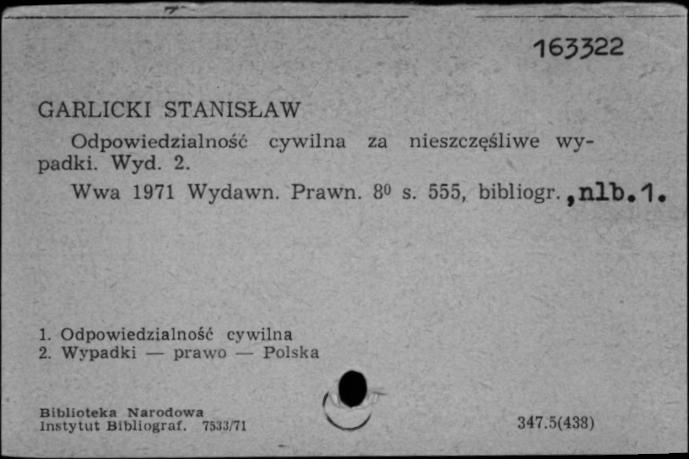 163322
GARLICKI STANISŁAW
Odpowiedzialność cywilna za nieszczęśliwe wy-
padki. Wyd. 2.
Wwa 1971 Wydawn. Prawn. 8⁰ s. 555, bibliogr., nlb. 1.
1. Odpowiedzialność cywilna
2. Wypadki — prawo — Polska
Biblioteka Narodowa
Instytut Bibliograf. 7533/71
347.5(438)